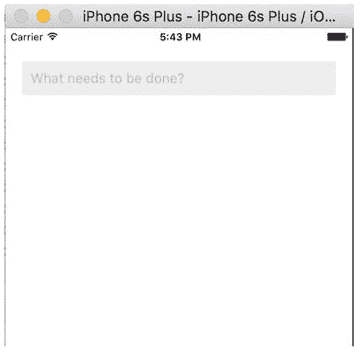 iPhone 6s Plus - iPhone 6s Plus / iO...
Carrier 5:43 PM
What needs to be done?